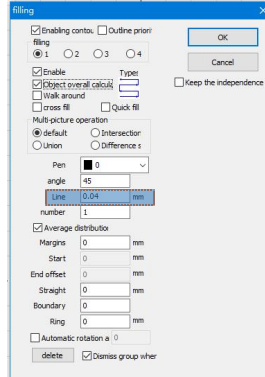 filling
Enabling contou. Outline priorit
filling
1 2 3 4
Enable Type:
Object overall calcula
Walk around
cross fill Quick fill
Multi-picture operation
default Intersection
Union Difference s
Pen 0
angle 45
Line 0.04 mm
number 1
Average distribution
Margins 0 mm
Start 0 mm
End offset 0 mm
Straight 0 mm
Boundary 0 mm
Ring 0 mm
Automatic rotation a 0
delete Dismiss group wher
OK
Cancel
Keep the independence